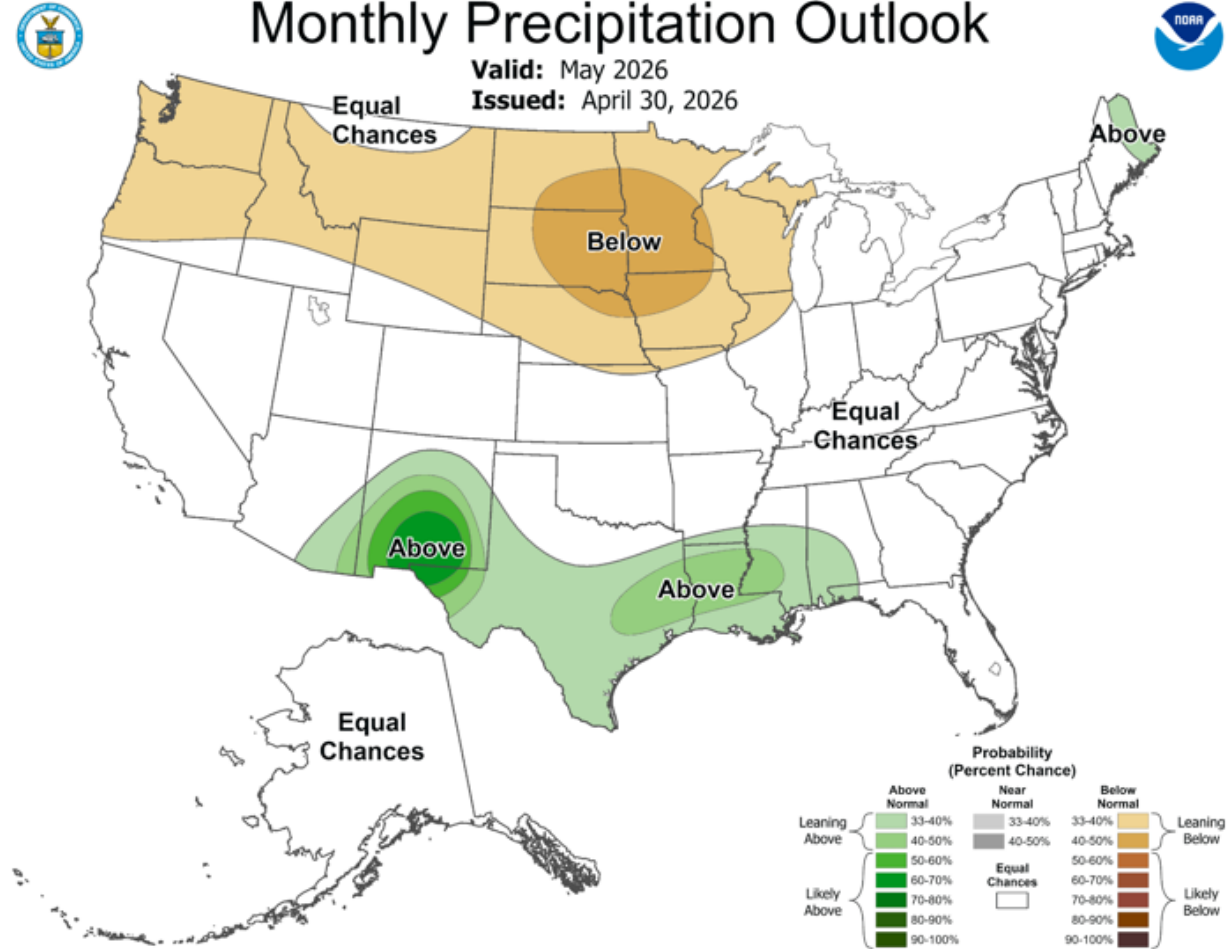 Monthly Precipitation Outlook
Valid: May 2026
Issued: April 30, 2026
NOAA
Equal
Chances
Above
Below
Equal
Chances
Above
Above
Equal
Chances
Probability
(Percent Chance)
Above
Normal
Near
Normal
Below
Normal
Leaning
Above
33-40%
33-40%
33-40%
Leaning
Below
40-50%
40-50%
40-50%
50-60%
Equal
Chances
50-60%
Likely
Above
60-70%
60-70%
Likely
Below
70-80%
70-80%
80-90%
80-90%
90-100%
90-100%